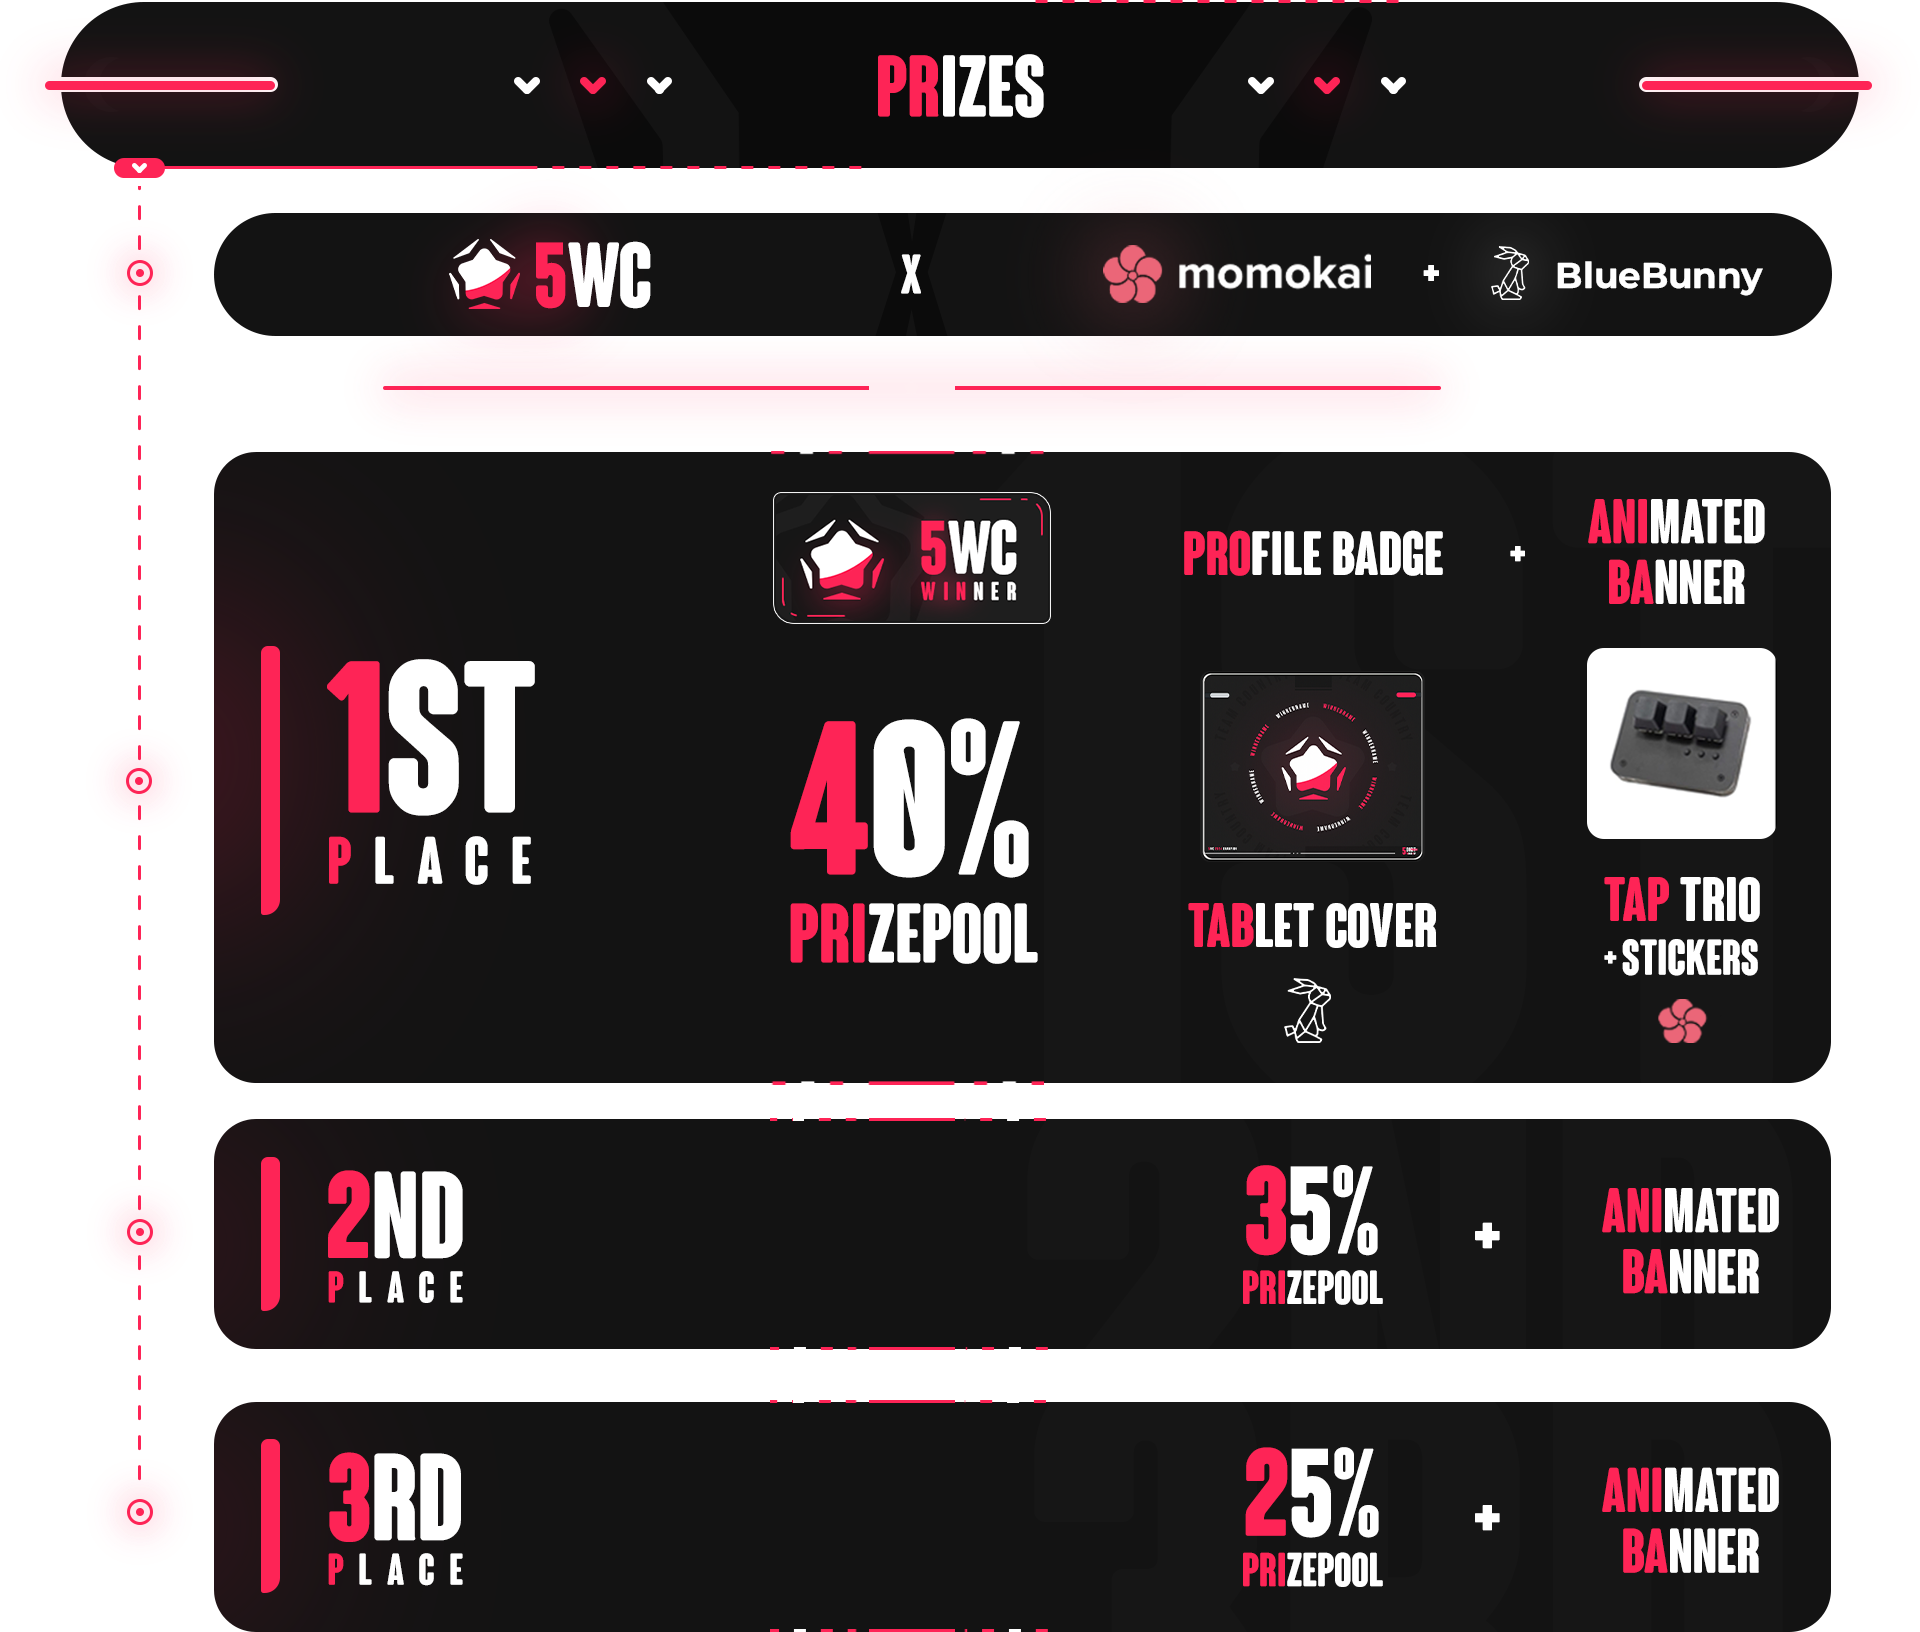 PRIZES
5WC X momokai + BlueBunny
5WC
WINNER
PROFILE BADGE +
ANIMATED
BANNER
1ST
PLACE
40%
PRIZEPOOL
TABLET COVER
TAP TRIO
+ STICKERS
2ND
PLACE
35%
PRIZEPOOL
+
ANIMATED
BANNER
3RD
PLACE
25%
PRIZEPOOL
+
ANIMATED
BANNER